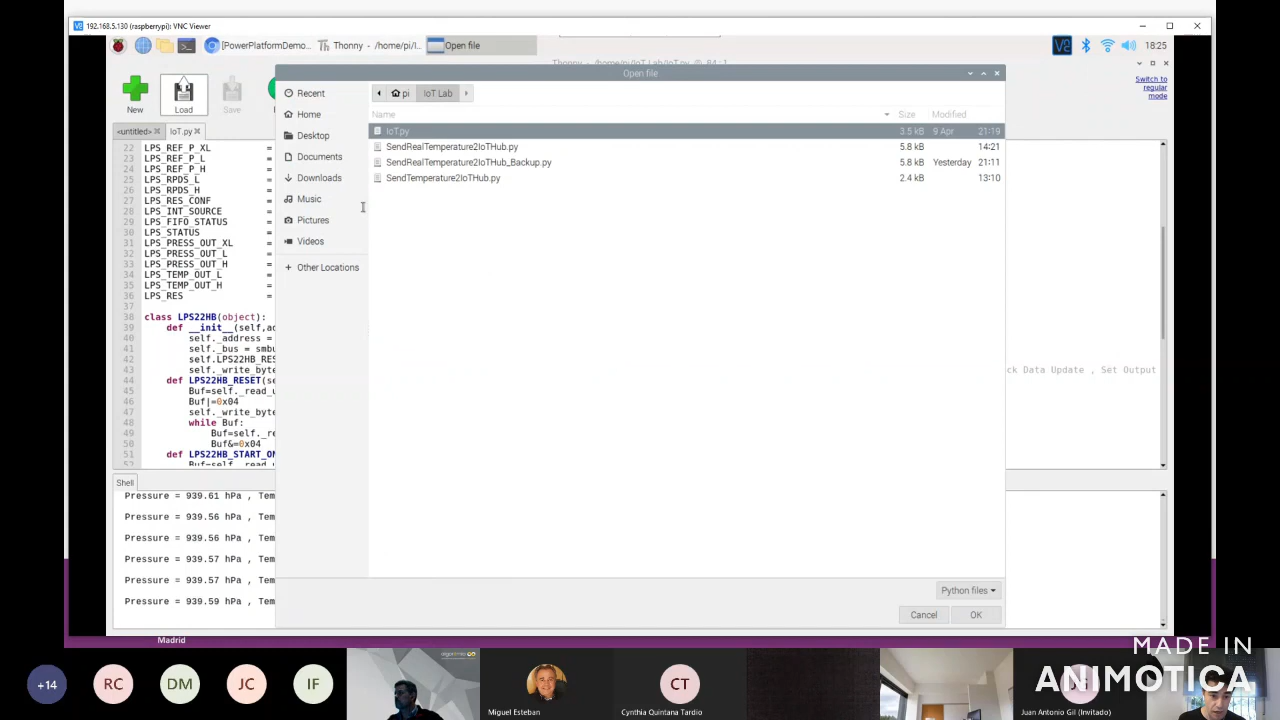 192.168.5.130 (raspberrypi): VNC Viewer
[PowerPlatformDemo... Thonny - /home/pi/I... Open file 18:25
Open file
New Load Save
Switch to
regular
mode
<untitled> IoT.py
Recent
Home
Desktop
Documents
Downloads
Music
Pictures
Videos
Other Locations
pi IoT Lab
Name Size Modified
IoT.py 3.5 kB 9 Apr 21:19
SendRealTemperature2IoTHub.py 5.8 kB 14:21
SendRealTemperature2IoTHub_Backup.py 5.8 kB Yesterday 21:11
SendTemperature2IoTHub.py 2.4 kB 13:10
22 LPS_REF_P_XL =
23 LPS_REF_P_L =
24 LPS_REF_P_H =
25 LPS_RPDS_L =
26 LPS_RPDS_H =
27 LPS_RES_CONF =
28 LPS_INT_SOURCE =
29 LPS_FIFO_STATUS =
30 LPS_STATUS =
31 LPS_PRESS_OUT_XL =
32 LPS_PRESS_OUT_L =
33 LPS_PRESS_OUT_H =
34 LPS_TEMP_OUT_L =
35 LPS_TEMP_OUT_H =
36 LPS_RES =
37
38 class LPS22HB(object):
39 def __init__(self,ad
40 self._address =
41 self._bus = smb
42 self.LPS22HB_RES
43 self._write_byte
44 def LPS22HB_RESET(se
45 Buf=self._read_u
46 Buf|=0x04
47 self._write_byte
48 while Buf:
49 Buf=self._re
50 Buf&=0x04
51 def LPS22HB_START_ON
52 Buf=self._read_u
ck Data Update , Set Output
Python files
Cancel OK
Shell
Pressure = 939.61 hPa , Tem
Pressure = 939.56 hPa , Tem
Pressure = 939.56 hPa , Tem
Pressure = 939.57 hPa , Tem
Pressure = 939.57 hPa , Tem
Pressure = 939.59 hPa , Tem
Madrid
MADE IN
ANIMOTICA
+14 RC DM JC IF CT
Miguel Esteban
Cynthia Quintana Tardio
Juan Antonio Gil (Invitado)